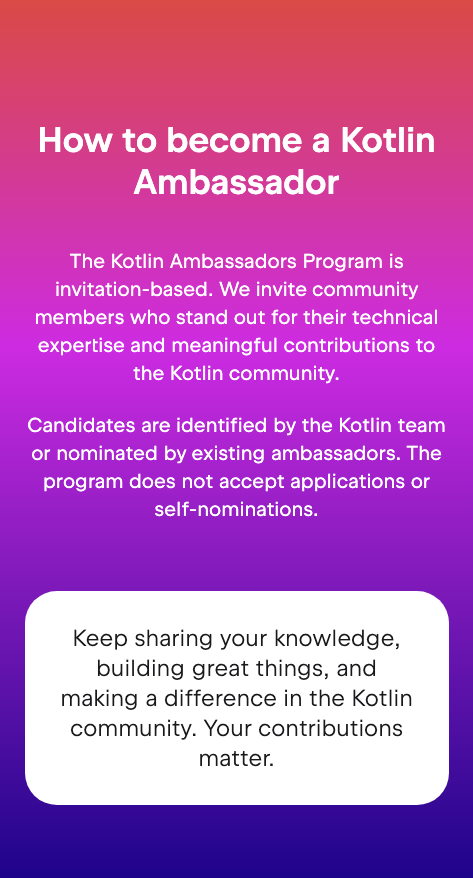 How to become a Kotlin
Ambassador
The Kotlin Ambassadors Program is
invitation-based. We invite community
members who stand out for their technical
expertise and meaningful contributions to
the Kotlin community.
Candidates are identified by the Kotlin team
or nominated by existing ambassadors. The
program does not accept applications or
self-nominations.
Keep sharing your knowledge,
building great things, and
making a difference in the Kotlin
community. Your contributions
matter.